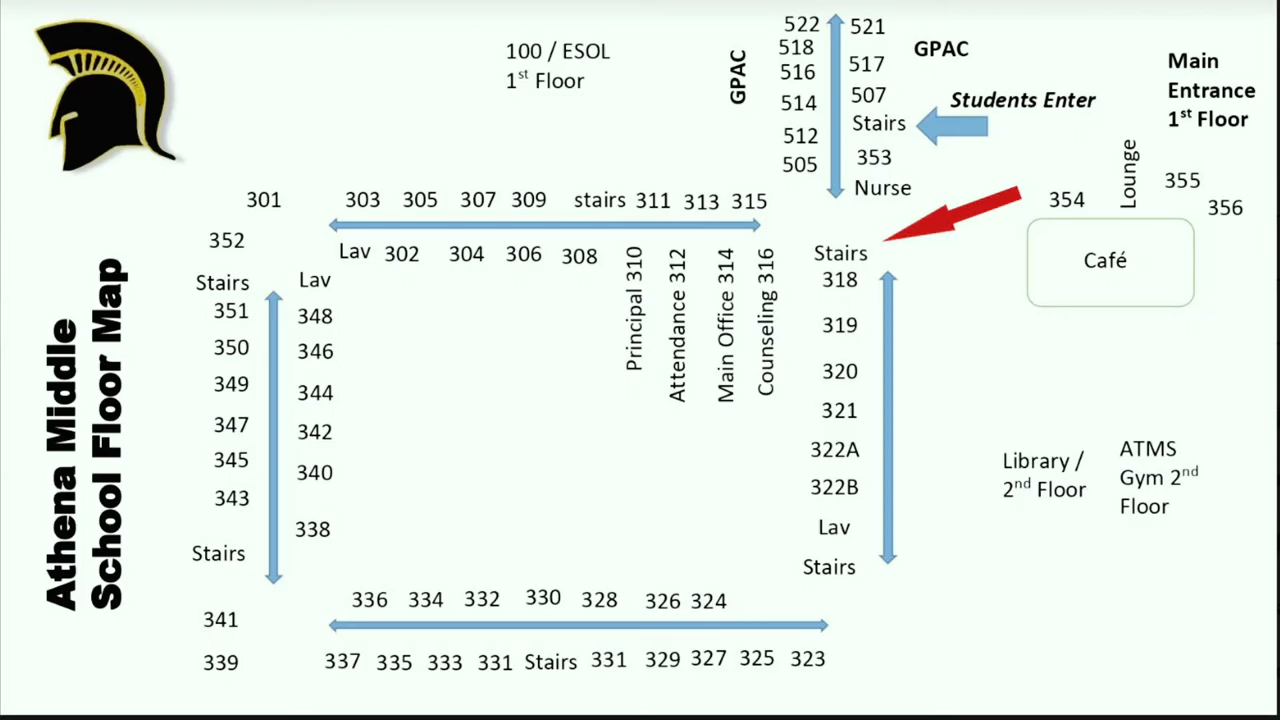 Athena Middle
School Floor Map
100 / ESOL
1st Floor
GPAC
522 521
518
517
516
507
514
Stairs
512
353
505
Nurse
GPAC
Students Enter
Main
Entrance
1st Floor
Lounge
354
355
356
Café
301
303 305 307 309 stairs 311 313 315
Lav 302 304 306 308
Principal 310
Attendance 312
Main Office 314
Counseling 316
352
Stairs
351
350
349
347
345
343
Stairs
341
339
Lav
348
346
344
342
340
338
Stairs
318
319
320
321
322A
322B
Lav
Stairs
336 334 332 330 328 326 324
337 335 333 331 Stairs 331 329 327 325 323
Library /
2nd Floor
ATMS
Gym 2nd
Floor